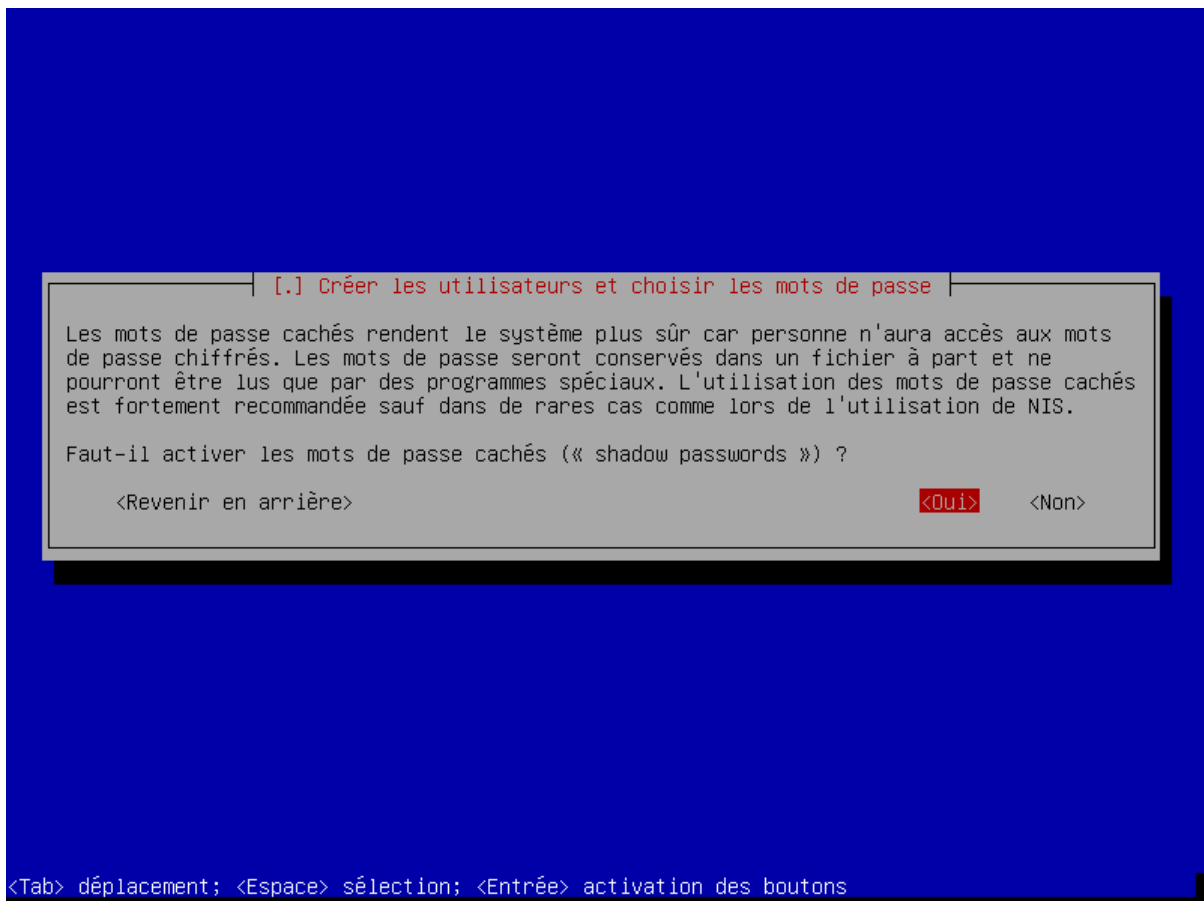 [.] Créer les utilisateurs et choisir les mots de passe
Les mots de passe cachés rendent le système plus sûr car personne n'aura accès aux mots
de passe chiffrés. Les mots de passe seront conservés dans un fichier à part et ne
pourront être lus que par des programmes spéciaux. L'utilisation des mots de passe cachés
est fortement recommandée sauf dans de rares cas comme lors de l'utilisation de NIS.
Faut-il activer les mots de passe cachés (« shadow passwords ») ?
<Revenir en arrière> <Oui> <Non>
<Tab> déplacement; <Espace> sélection; <Entrée> activation des boutons